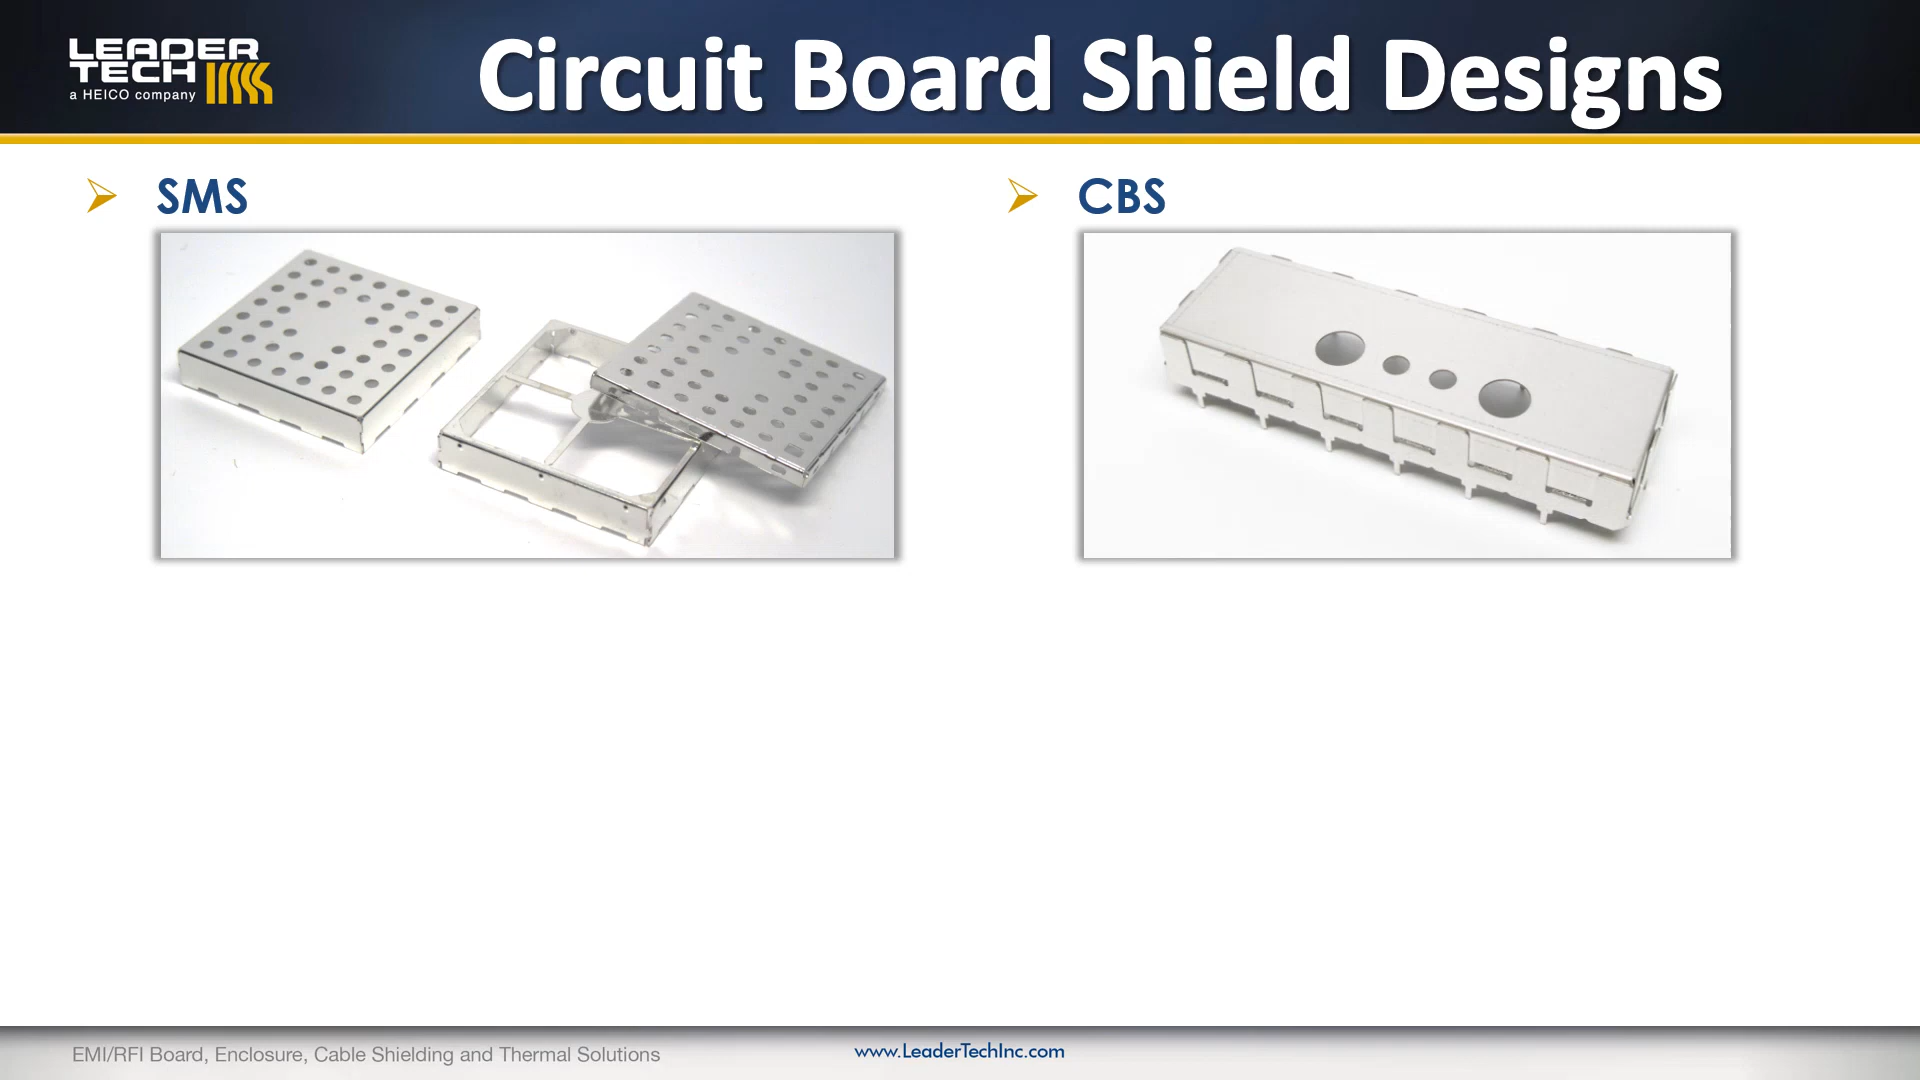 LEADER
TECH
a HEICO company
Circuit Board Shield Designs
SMS
CBS
EMI/RFI Board, Enclosure, Cable Shielding and Thermal Solutions
www.LeaderTechInc.com